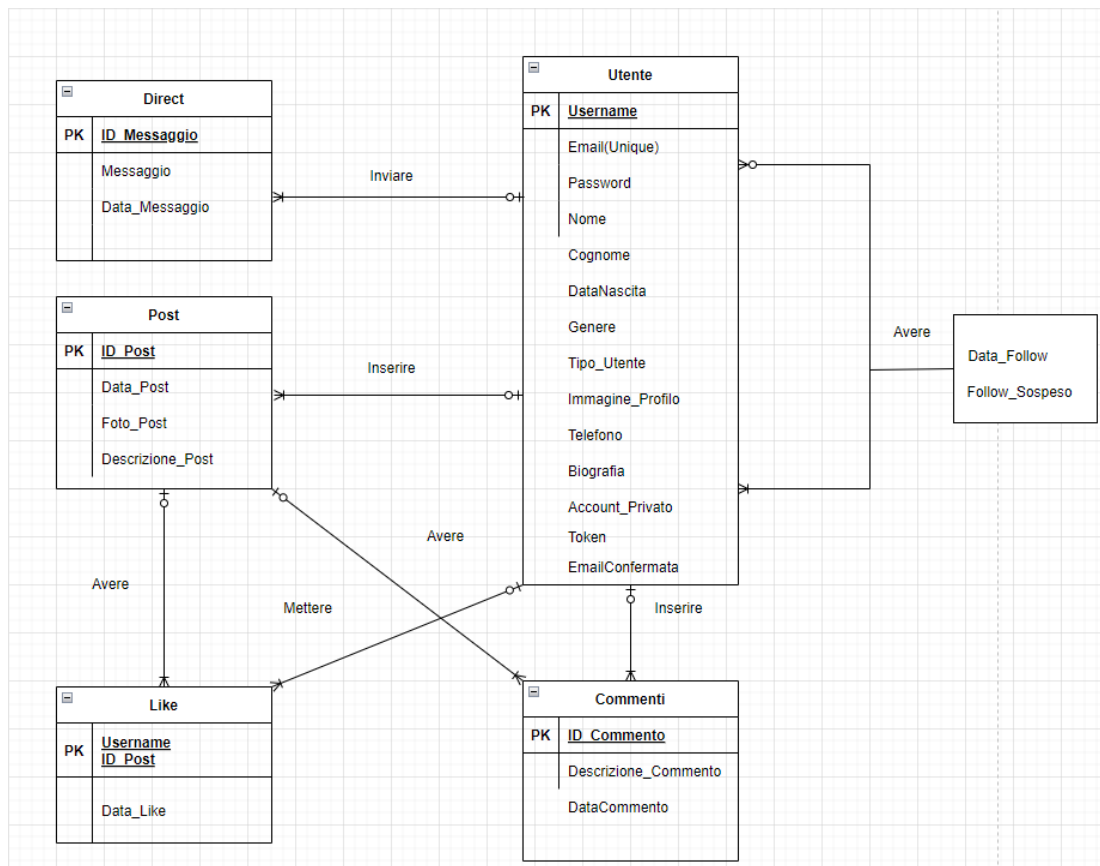 Direct
PK ID_Messaggio
Messaggio
Data_Messaggio
Inviare
Utente
PK Username
Email(Unique)
Password
Nome
Cognome
DataNascita
Genere
Tipo_Utente
Immagine_Profilo
Telefono
Biografia
Account_Privato
Token
EmailConfermata
Avere
Data_Follow
Follow_Sospeso
Post
PK ID_Post
Data_Post
Foto_Post
Descrizione_Post
Inserire
Avere
Avere
Mettere
Inserire
Like
PK Username
ID_Post
Data_Like
Commenti
PK ID_Commento
Descrizione_Commento
DataCommento